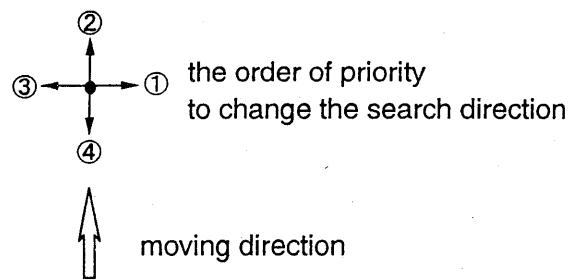 ②
③ ① the order of priority
to change the search direction
④
moving direction